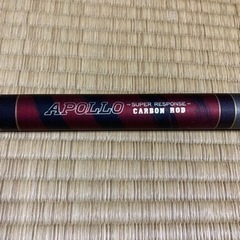 APOLLO
-SUPER RESPONSE-
CARBON ROD